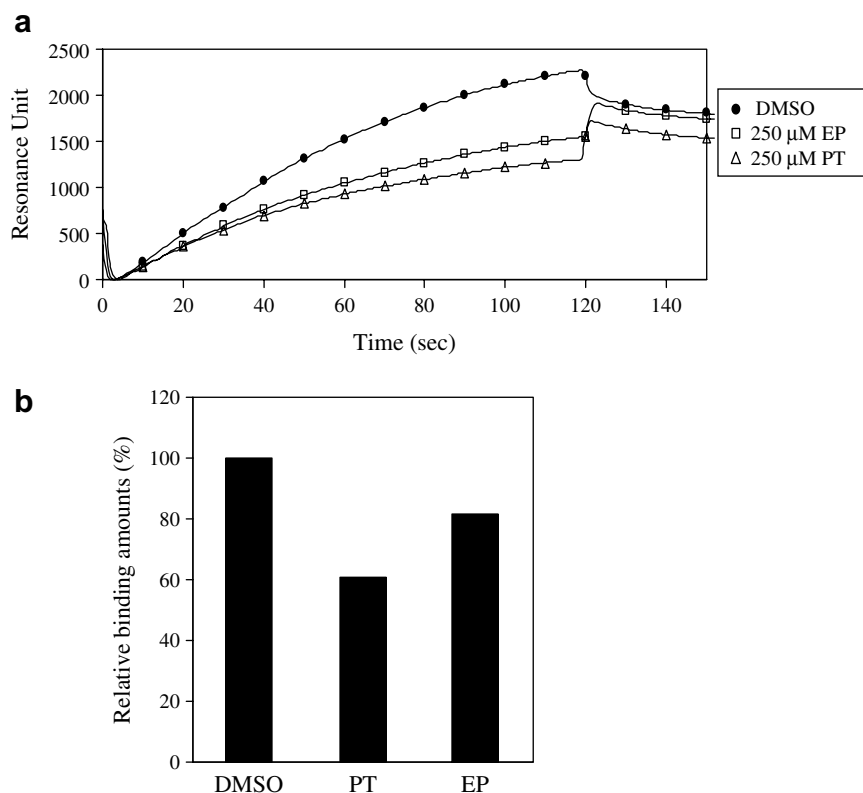 a
2500
2000
1500
1000
500
0
Resonance Unit
0 20 40 60 80 100 120 140
Time (sec)
DMSO
250 µM EP
250 µM PT
b
120
100
80
60
40
20
0
Relative binding amounts (%)
DMSO PT EP